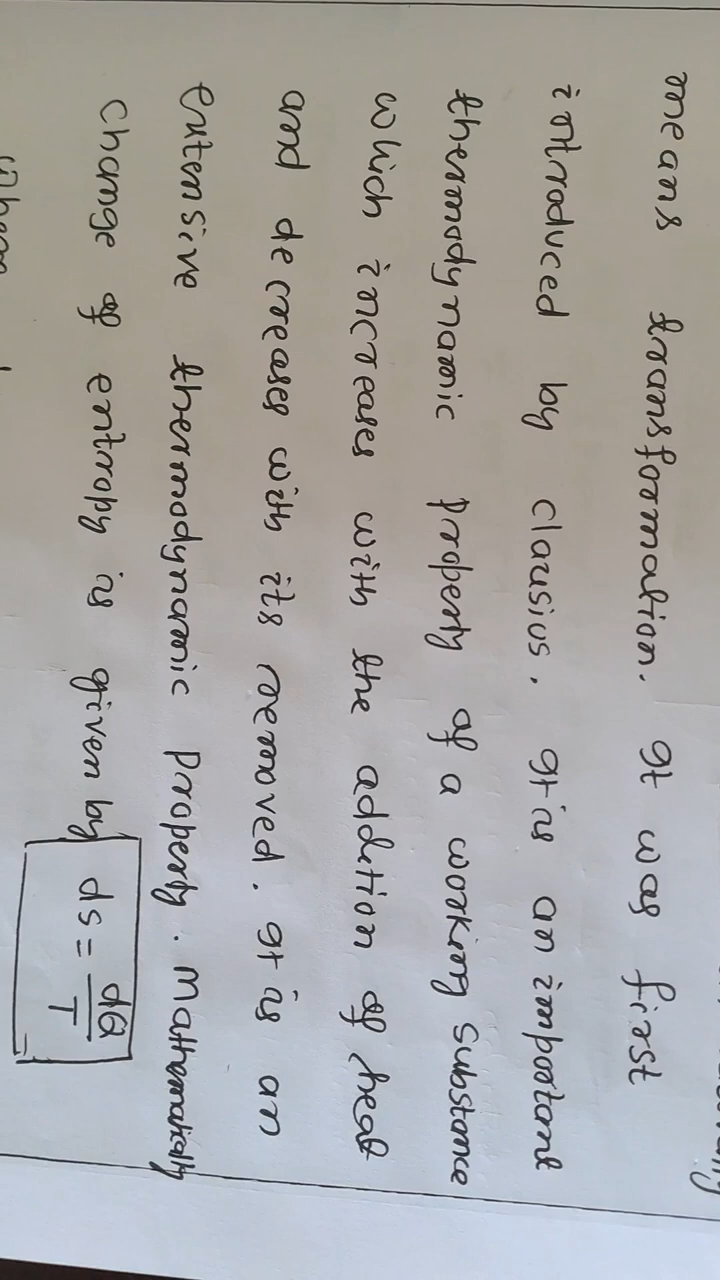 means transformation. It was first
introduced by clausius. It is an important
thermodynamic property of a working substance
which increases with the addition of heat
and decreases with its removed. It is an
extensive thermodynamic property. Mathematically
change of entropy is given by ds = dQ/T